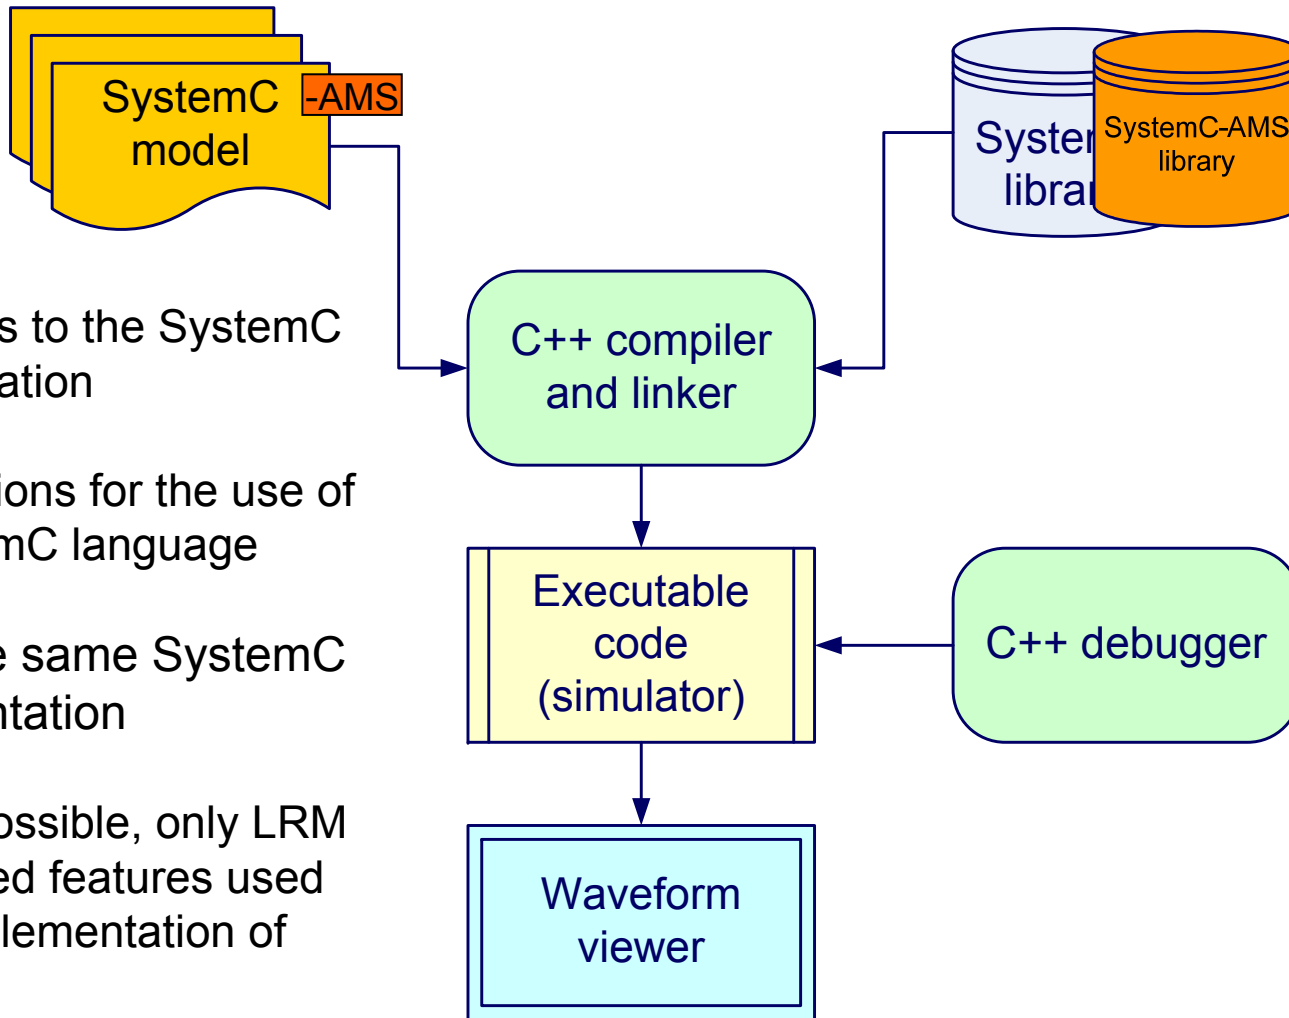 SystemC -AMS
model
SystemC-AMS
library
s to the SystemC
ation
C++ compiler
and linker
ions for the use of
mC language
Executable
code
(simulator)
C++ debugger
e same SystemC
ntation
ossible, only LRM
ed features used
lementation of
Waveform
viewer